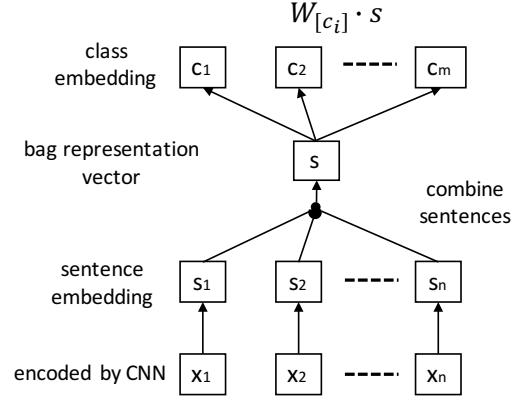 W[ci] · s
class
embedding
c1 c2 cm
bag representation
vector
s
combine
sentences
sentence
embedding
s1 s2 sn
encoded by CNN
x1 x2 xn